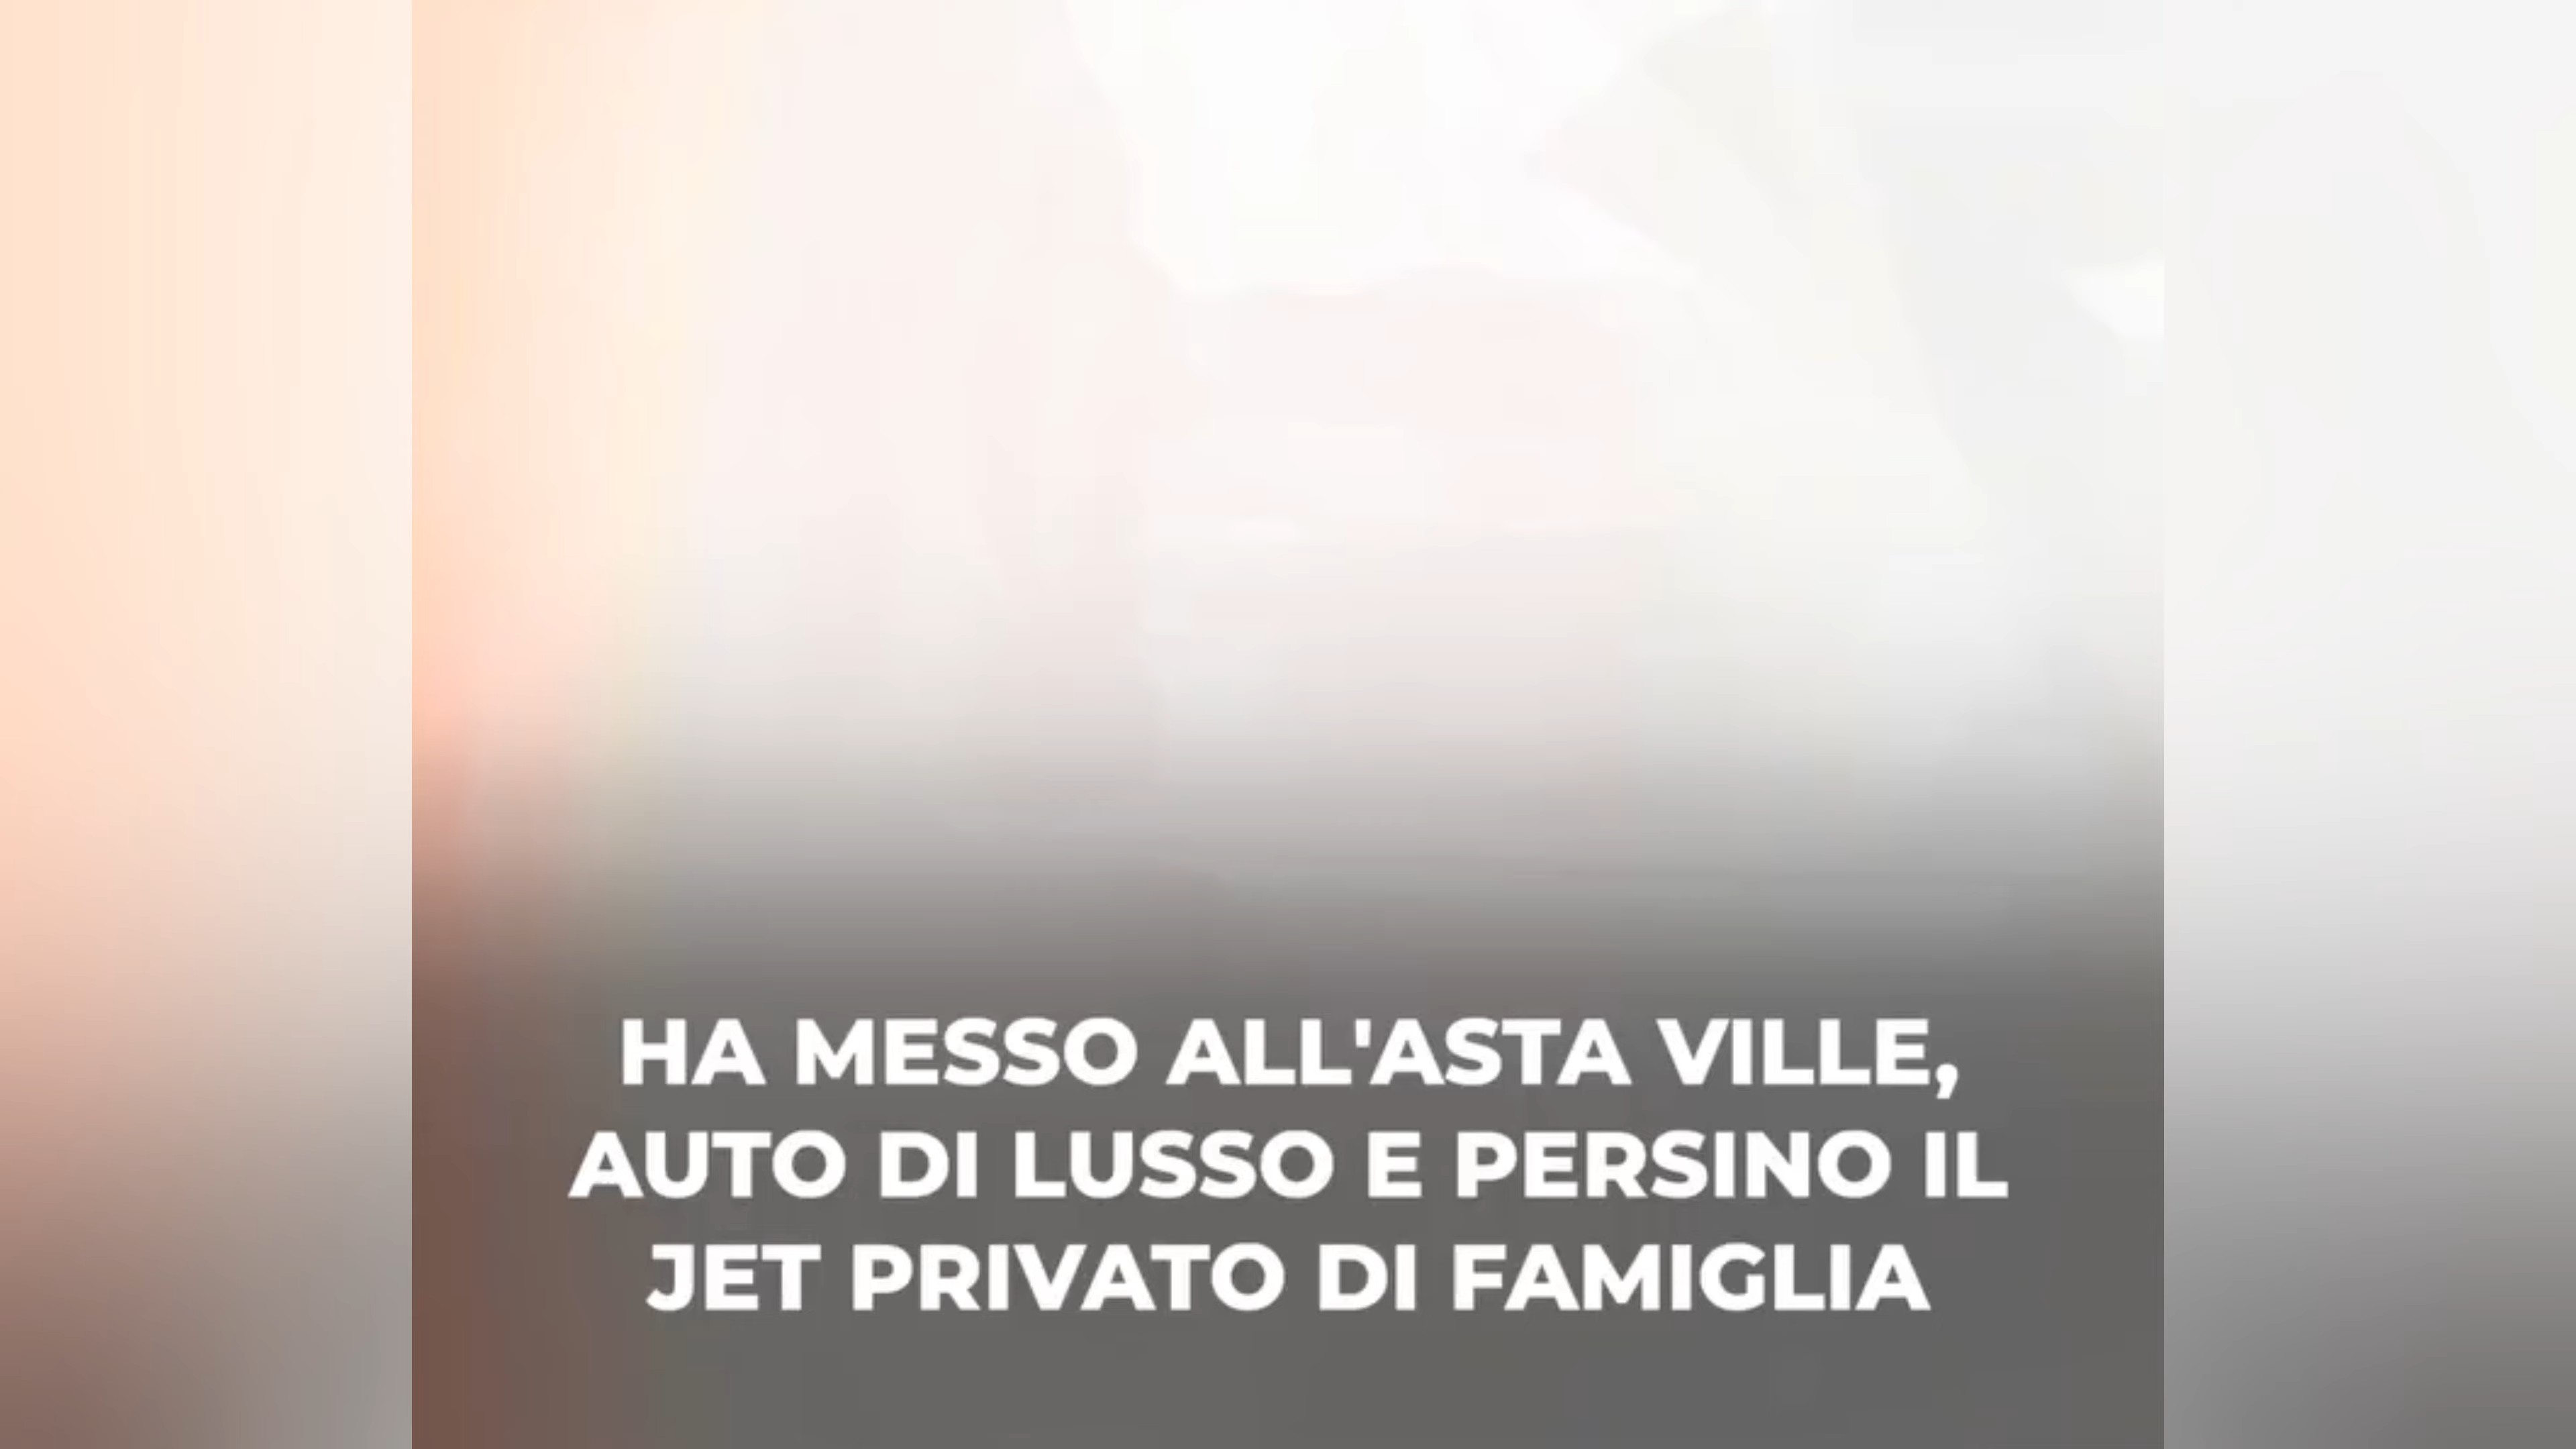 HA MESSO ALL'ASTA VILLE,
AUTO DI LUSSO E PERSINO IL
JET PRIVATO DI FAMIGLIA